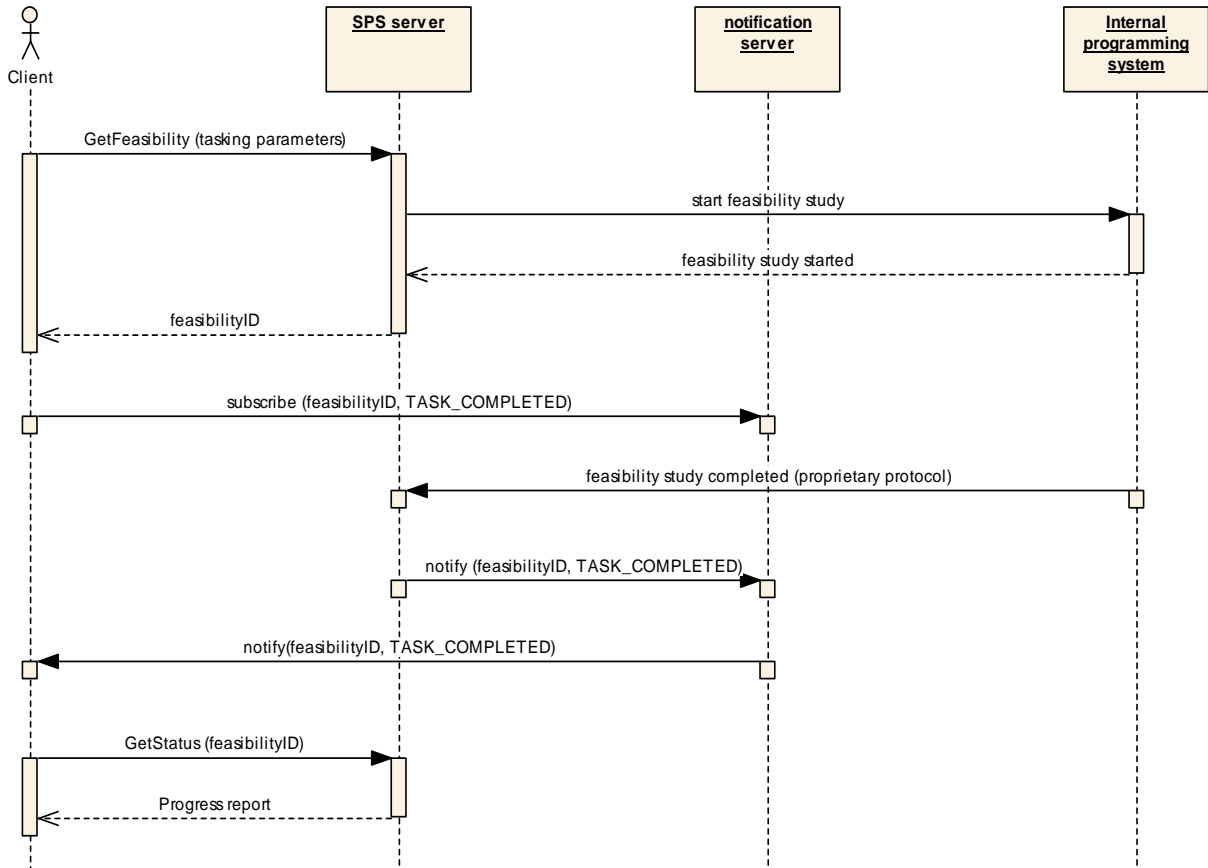 SPS server
notification
server
Internal
programming
system
Client
GetFeasibility (tasking parameters)
start feasibility study
feasibility study started
feasibilityID
subscribe (feasibilityID, TASK_COMPLETED)
feasibility study completed (proprietary protocol)
notify (feasibilityID, TASK_COMPLETED)
notify(feasibilityID, TASK_COMPLETED)
GetStatus (feasibilityID)
Progress report